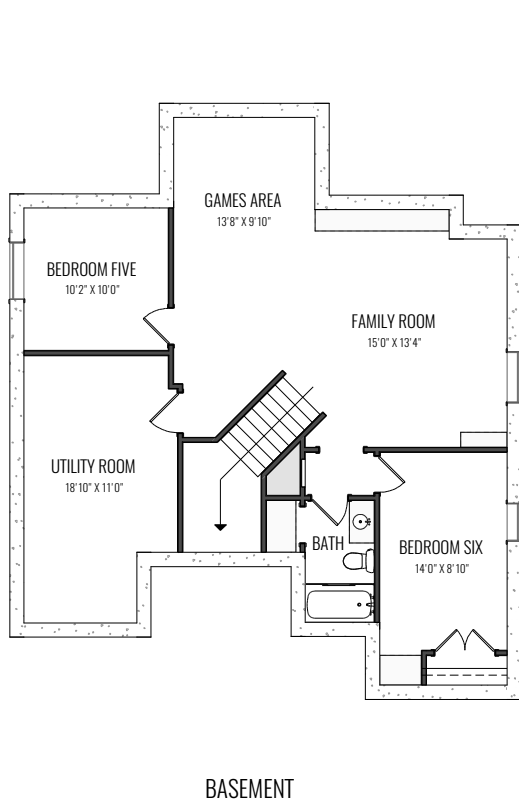 GAMES AREA
13'8" X 9'10"
BEDROOM FIVE
10'2" X 10'0"
FAMILY ROOM
15'0" X 13'4"
UTILITY ROOM
18'10" X 11'0"
BATH
BEDROOM SIX
14'0" X 8'10"
BASEMENT